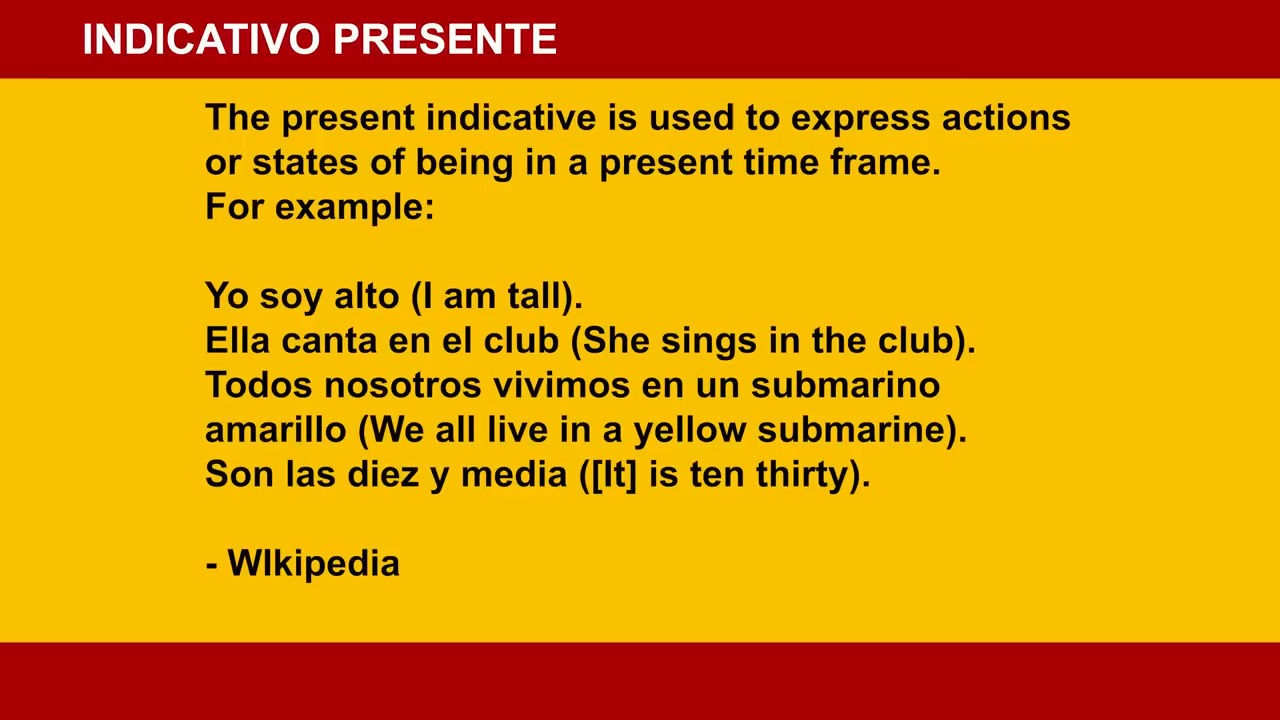 INDICATIVO PRESENTE
The present indicative is used to express actions
or states of being in a present time frame.
For example:
Yo soy alto (I am tall).
Ella canta en el club (She sings in the club).
Todos nosotros vivimos en un submarino
amarillo (We all live in a yellow submarine).
Son las diez y media ([It] is ten thirty).
- WIkipedia